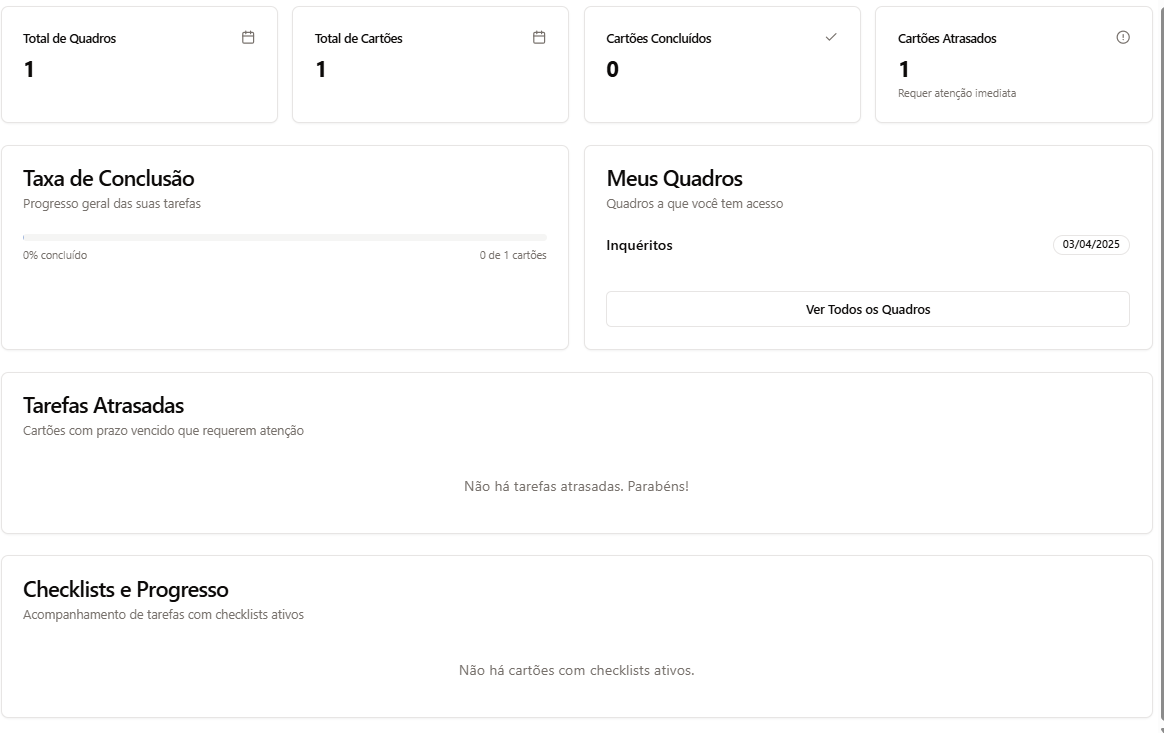 Total de Quadros
1
Total de Cartões
1
Cartões Concluídos
0
Cartões Atrasados
1
Requer atenção imediata
Taxa de Conclusão
Progresso geral das suas tarefas
0% concluído
0 de 1 cartões
Meus Quadros
Quadros a que você tem acesso
Inquéritos
03/04/2025
Ver Todos os Quadros
Tarefas Atrasadas
Cartões com prazo vencido que requerem atenção
Não há tarefas atrasadas. Parabéns!
Checklists e Progresso
Acompanhamento de tarefas com checklists ativos
Não há cartões com checklists ativos.